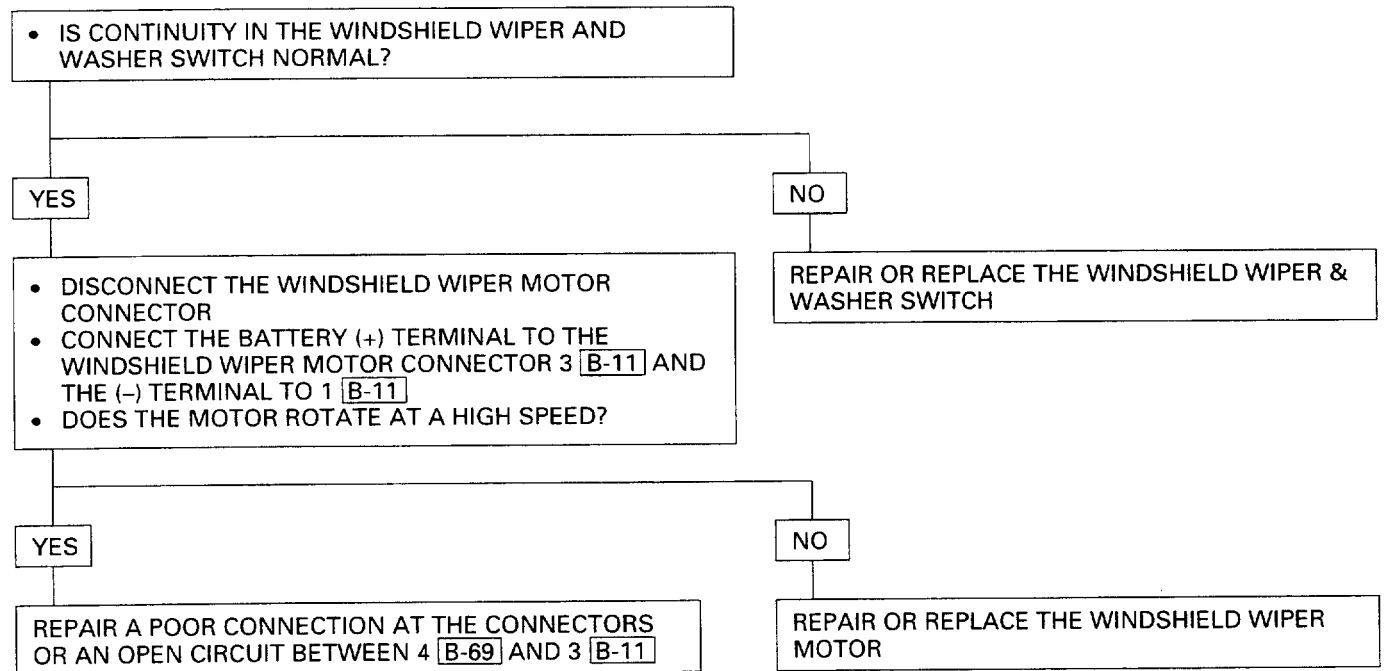 • IS CONTINUITY IN THE WINDSHIELD WIPER AND
WASHER SWITCH NORMAL?
YES
NO
• DISCONNECT THE WINDSHIELD WIPER MOTOR
CONNECTOR
• CONNECT THE BATTERY (+) TERMINAL TO THE
WINDSHIELD WIPER MOTOR CONNECTOR 3 B-11 AND
THE (–) TERMINAL TO 1 B-11
• DOES THE MOTOR ROTATE AT A HIGH SPEED?
REPAIR OR REPLACE THE WINDSHIELD WIPER &
WASHER SWITCH
YES
NO
REPAIR A POOR CONNECTION AT THE CONNECTORS
OR AN OPEN CIRCUIT BETWEEN 4 B-69 AND 3 B-11
REPAIR OR REPLACE THE WINDSHIELD WIPER
MOTOR